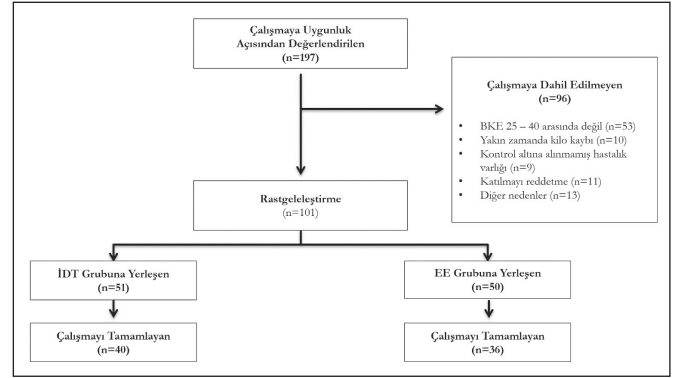 Çalışmaya Uygunluk
Açısından Değerlendirilen
(n=197)
Çalışmaya Dahil Edilmeyen
(n=96)
• BKE 25 – 40 arasında değil (n=53)
• Yakın zamanda kilo kaybı (n=10)
• Kontrol altına alınmamış hastalık
varlığı (n=9)
• Katılmayı reddetme (n=11)
• Diğer nedenler (n=13)
Rastgeleleştirme
(n=101)
İDT Grubuna Yerleşen
(n=51)
EE Grubuna Yerleşen
(n=50)
Çalışmayı Tamamlayan
(n=40)
Çalışmayı Tamamlayan
(n=36)